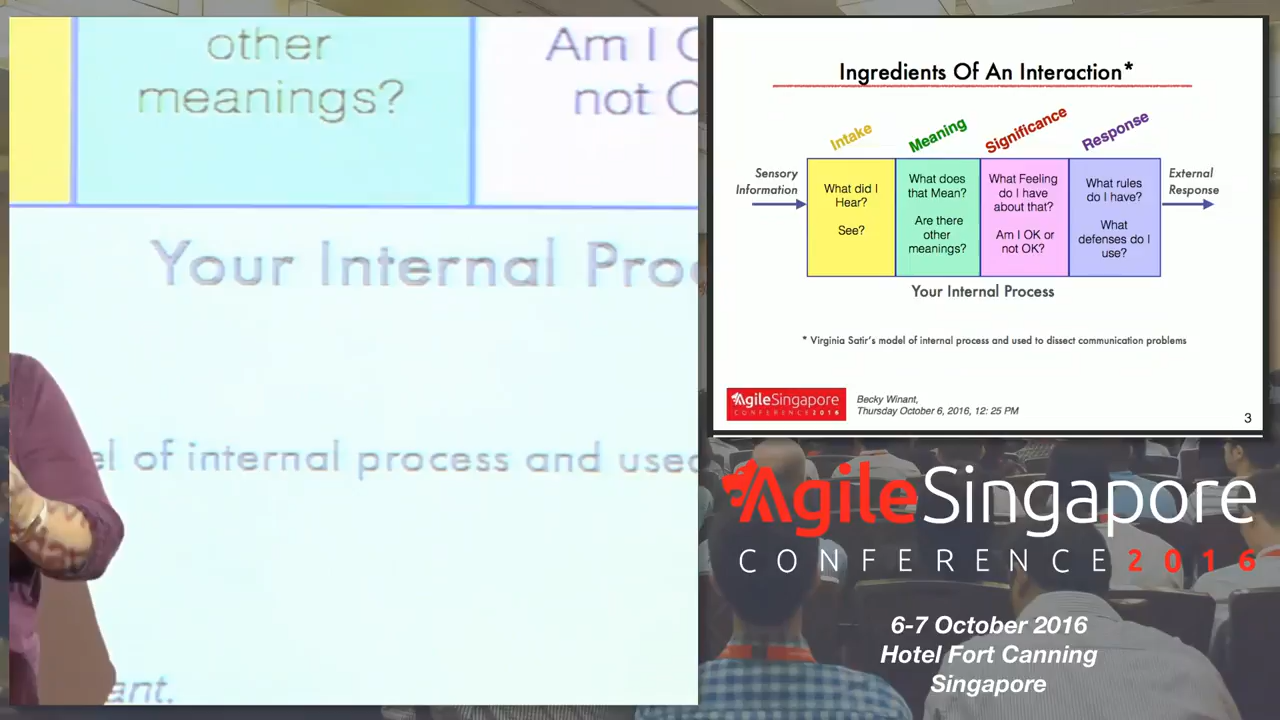 other
meanings?
Am I
not
Your Internal
of internal process and used
Ingredients Of An Interaction*
Intake
Meaning
Significance
Response
Sensory
Information
What did I
Hear?
See?
What does
that Mean?
Are there
other
meanings?
What Feeling
do I have
about that?
Am I OK or
not OK?
What rules
do I have?
What
defenses do I
use?
External
Response
Your Internal Process
* Virginia Satir's model of internal process and used to dissect communication problems
AgileSingapore
CONFERENCE 2016
Becky Winant,
Thursday October 6, 2016, 12: 25 PM
3
AgileSingapore
CONFERENCE 2016
6-7 October 2016
Hotel Fort Canning
Singapore